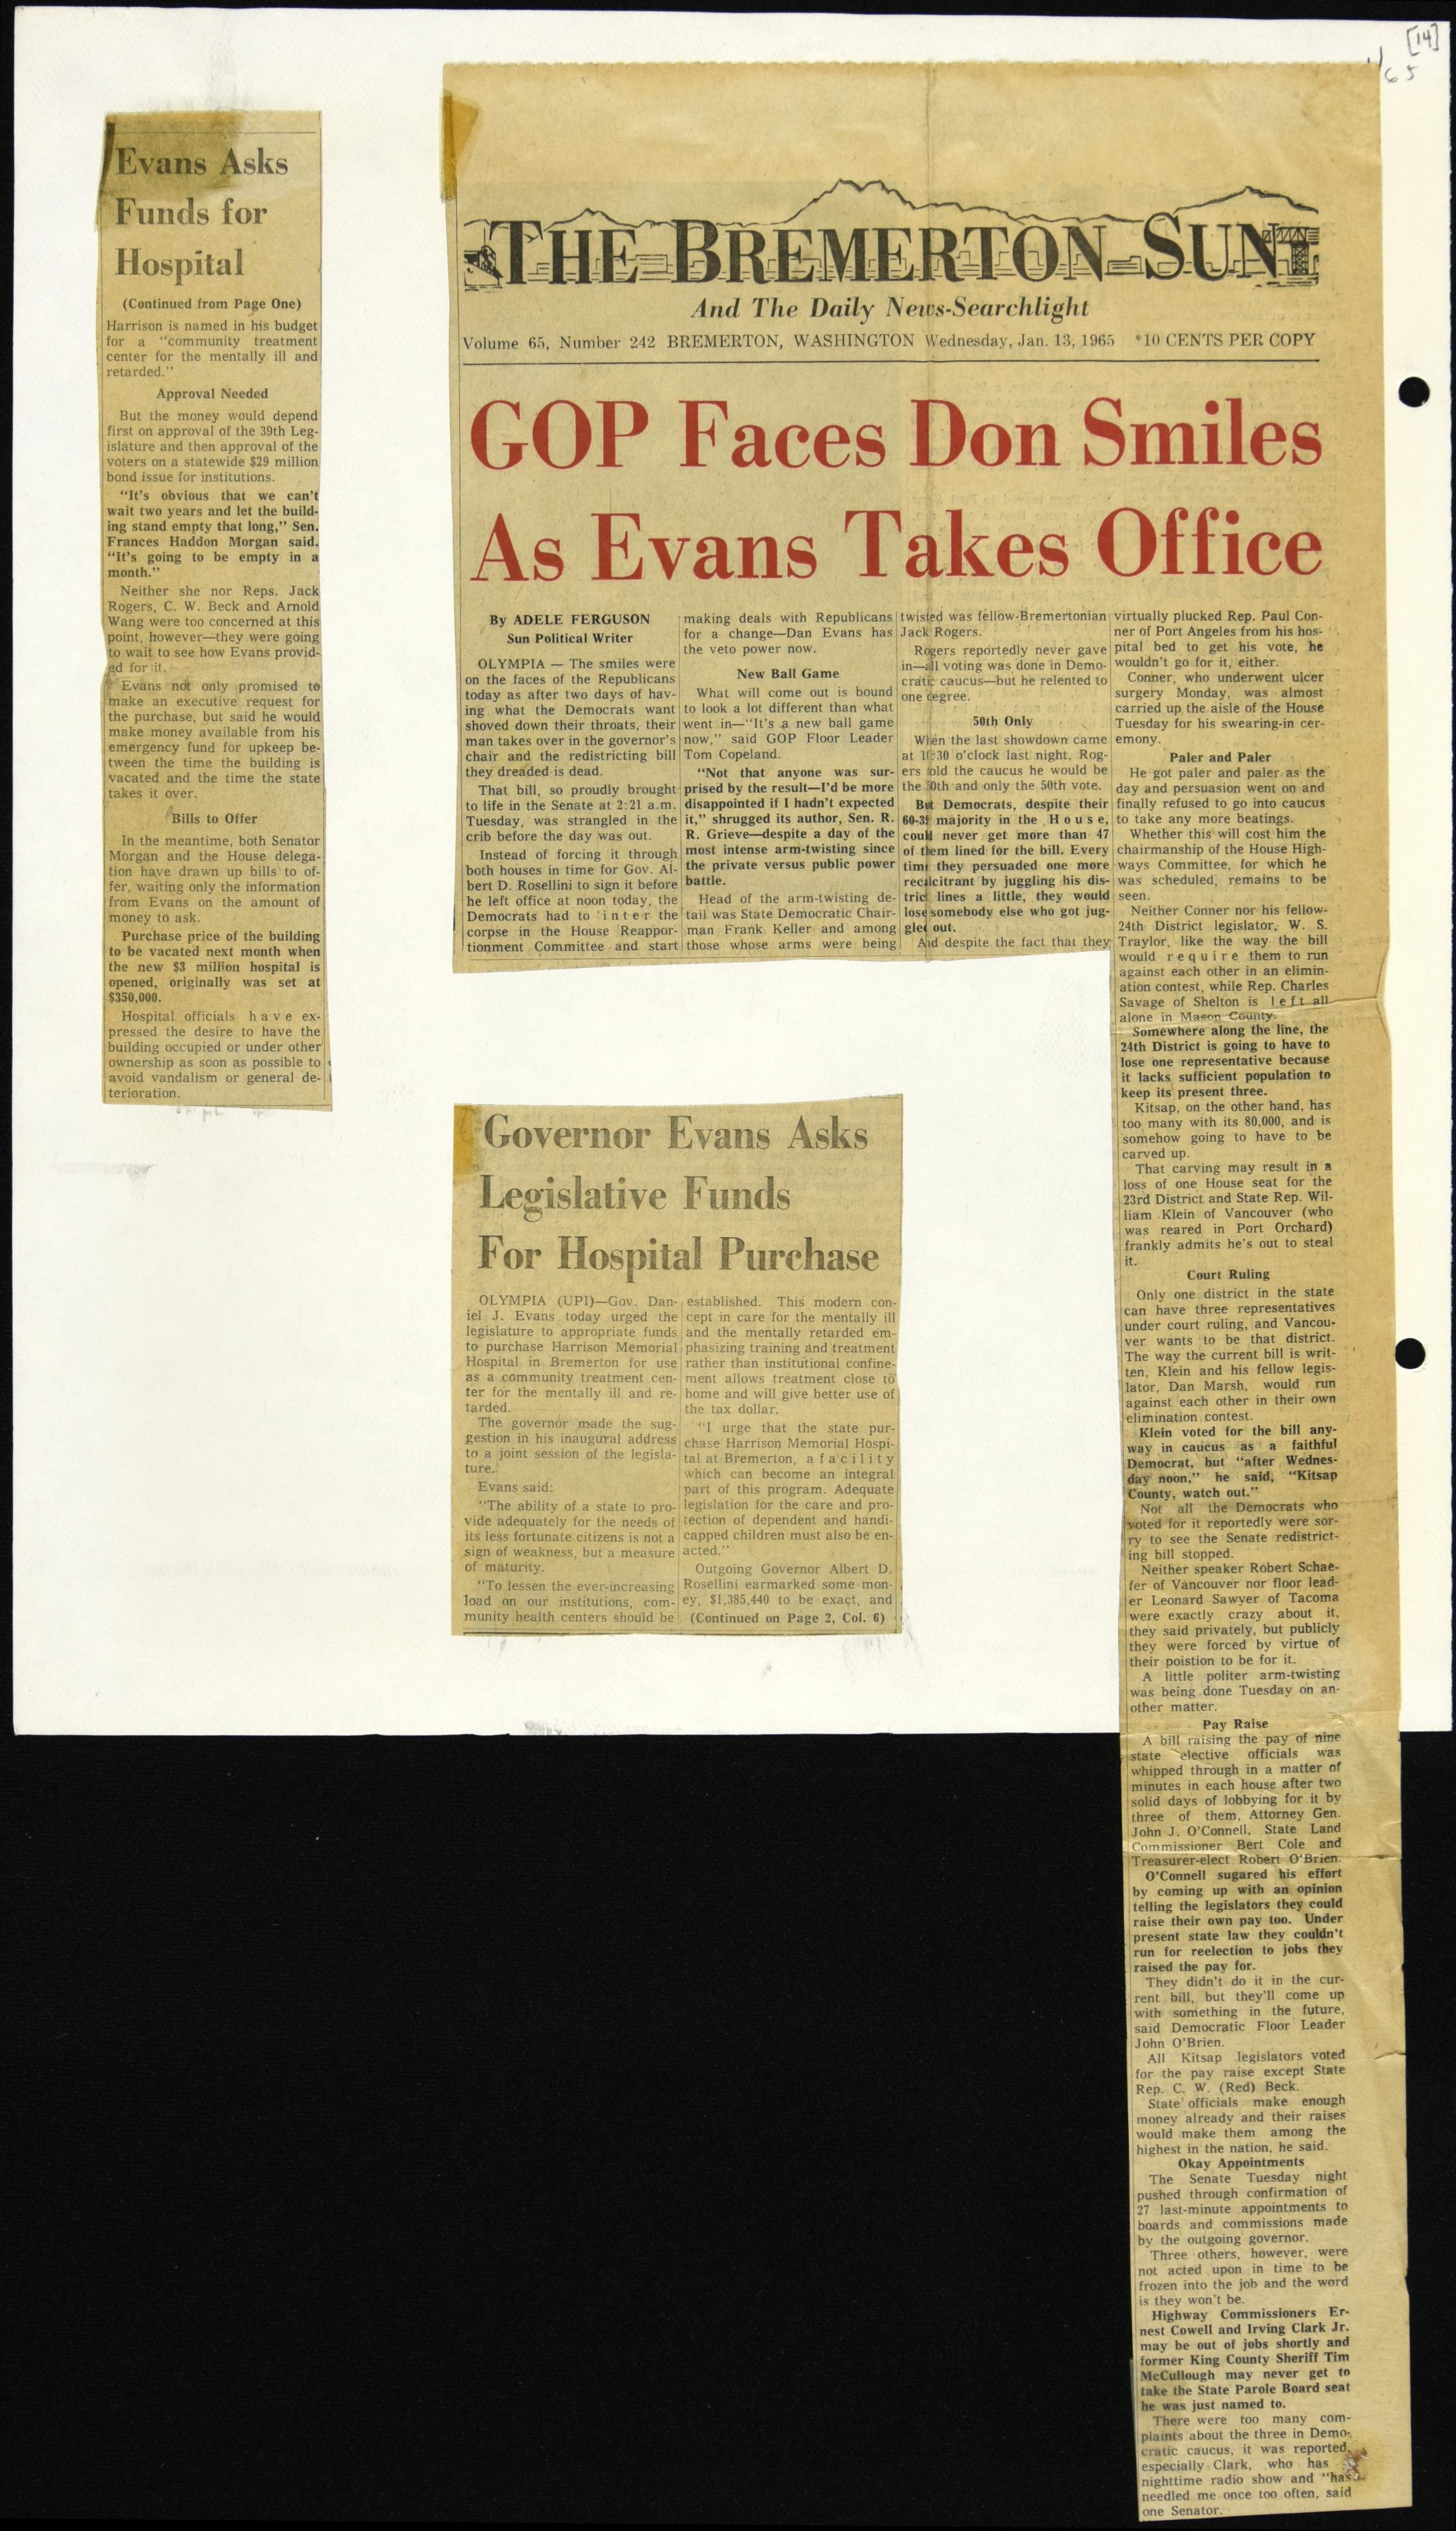 [14]
65
Evans Asks
Funds for
Hospital
(Continued from Page One)
Harrison is named in his budget
for a "community treatment
center for the mentally ill and
retarded."
Approval Needed
But the money would depend
first on approval of the 39th Leg-
islature and then approval of the
voters on a statewide $29 million
bond issue for institutions.
"It's obvious that we can't
wait two years and let the build-
ing stand empty that long," Sen.
Frances Haddon Morgan said.
"It's going to be empty in a
month."
Neither she nor Reps. Jack
Rogers, C. W. Beck and Arnold
Wang were too concerned at this
point, however—they were going
to wait to see how Evans provid-
ed for it.
Evans not only promised to
make an executive request for
the purchase, but said he would
make money available from his
emergency fund for upkeep be-
tween the time the building is
vacated and the time the state
takes it over.
Bills to Offer
In the meantime, both Senator
Morgan and the House delega-
tion have drawn up bills to of-
fer, waiting only the information
from Evans on the amount of
money to ask.
Purchase price of the building
to be vacated next month when
the new $3 million hospital is
opened, originally was set at
$350,000.
Hospital officials have ex-
pressed the desire to have the
building occupied or under other
ownership as soon as possible to
avoid vandalism or general de-
terioration.
THE BREMERTON SUN
And The Daily News-Searchlight
Volume 65, Number 242 BREMERTON, WASHINGTON Wednesday, Jan. 13, 1965 *10 CENTS PER COPY
GOP Faces Don Smiles
As Evans Takes Office
By ADELE FERGUSON
Sun Political Writer
OLYMPIA — The smiles were
on the faces of the Republicans
today as after two days of hav-
ing what the Democrats want
shoved down their throats, their
man takes over in the governor's
chair and the redistricting bill
they dreaded is dead.
That bill, so proudly brought
to life in the Senate at 2:21 a.m.
Tuesday, was strangled in the
crib before the day was out.
Instead of forcing it through
both houses in time for Gov. Al-
bert D. Rosellini to sign it before
he left office at noon today, the
Democrats had to inter the
corpse in the House Reappor-
tionment Committee and start
making deals with Republicans
for a change—Dan Evans has
the veto power now.
New Ball Game
What will come out is bound
to look a lot different than what
went in—"It's a new ball game
now," said GOP Floor Leader
Tom Copeland.
"Not that anyone was sur-
prised by the result—I'd be more
disappointed if I hadn't expected
it," shrugged its author, Sen. R.
R. Grieve—despite a day of the
most intense arm-twisting since
the private versus public power
battle.
Head of the arm-twisting de-
tail was State Democratic Chair-
man Frank Keller and among
those whose arms were being
twisted was fellow-Bremertonian
Jack Rogers.
Rogers reportedly never gave
in—all voting was done in Demo-
cratic caucus—but he relented to
one degree.
50th Only
When the last showdown came
at 10:30 o'clock last night, Rog-
ers told the caucus he would be
the 50th and only the 50th vote.
But Democrats, despite their
60-39 majority in the House,
could never get more than 47
of them lined for the bill. Every
time they persuaded one more
recalcitrant by juggling his dis-
trict lines a little, they would
lose somebody else who got jug-
gled out.
And despite the fact that they
virtually plucked Rep. Paul Con-
ner of Port Angeles from his hos-
pital bed to get his vote, he
wouldn't go for it, either.
Conner, who underwent ulcer
surgery Monday, was almost
carried up the aisle of the House
Tuesday for his swearing-in cer-
emony.
Paler and Paler
He got paler and paler as the
day and persuasion went on and
finally refused to go into caucus
to take any more beatings.
Whether this will cost him the
chairmanship of the House High-
ways Committee, for which he
was scheduled, remains to be
seen.
Neither Conner nor his fellow-
24th District legislator, W. S.
Traylor, like the way the bill
would require them to run
against each other in an elimin-
ation contest, while Rep. Charles
Savage of Shelton is left all
alone in Mason County.
Somewhere along the line, the
24th District is going to have to
lose one representative because
it lacks sufficient population to
keep its present three.
Kitsap, on the other hand, has
too many with its 80,000, and is
somehow going to have to be
carved up.
That carving may result in a
loss of one House seat for the
23rd District and State Rep. Wil-
liam Klein of Vancouver (who
was reared in Port Orchard)
frankly admits he's out to steal
it.
Court Ruling
Only one district in the state
can have three representatives
under court ruling, and Vancou-
ver wants to be that district.
The way the current bill is writ-
ten, Klein and his fellow legis-
lator, Dan Marsh, would run
against each other in their own
elimination contest.
Klein voted for the bill any-
way in caucus as a faithful
Democrat, but "after Wednes-
day noon," he said, "Kitsap
County, watch out."
Not all the Democrats who
voted for it reportedly were sor-
ry to see the Senate redistrict-
ing bill stopped.
Neither speaker Robert Schae-
fer of Vancouver nor floor lead-
er Leonard Sawyer of Tacoma
were exactly crazy about it,
they said privately, but publicly
they were forced by virtue of
their poistion to be for it.
A little politer arm-twisting
was being done Tuesday on an-
other matter.
Pay Raise
A bill raising the pay of nine
state elective officials was
whipped through in a matter of
minutes in each house after two
solid days of lobbying for it by
three of them, Attorney Gen.
John J. O'Connell, State Land
Commissioner Bert Cole and
Treasurer-elect Robert O'Brien.
O'Connell sugared his effort
by coming up with an opinion
telling the legislators they could
raise their own pay too. Under
present state law they couldn't
run for reelection to jobs they
raised the pay for.
They didn't do it in the cur-
rent bill, but they'll come up
with something in the future,
said Democratic Floor Leader
John O'Brien.
All Kitsap legislators voted
for the pay raise except State
Rep. C. W. (Red) Beck.
State officials make enough
money already and their raises
would make them among the
highest in the nation, he said.
Okay Appointments
The Senate Tuesday night
pushed through confirmation of
27 last-minute appointments to
boards and commissions made
by the outgoing governor.
Three others, however, were
not acted upon in time to be
frozen into the job and the word
is they won't be.
Highway Commissioners Er-
nest Cowell and Irving Clark Jr.
may be out of jobs shortly and
former King County Sheriff Tim
McCullough may never get to
take the State Parole Board seat
he was just named to.
There were too many com-
plaints about the three in Demo-
cratic caucus, it was reported,
especially Clark, who has
nighttime radio show and "has
needled me once too often, said
one Senator.
Governor Evans Asks
Legislative Funds
For Hospital Purchase
OLYMPIA (UPI)—Gov. Dan-
iel J. Evans today urged the
legislature to appropriate funds
to purchase Harrison Memorial
Hospital in Bremerton for use
as a community treatment cen-
ter for the mentally ill and re-
tarded.
The governor made the sug-
gestion in his inaugural address
to a joint session of the legisla-
ture.
Evans said:
"The ability of a state to pro-
vide adequately for the needs of
its less fortunate citizens is not a
sign of weakness, but a measure
of maturity.
"To lessen the ever-increasing
load on our institutions, com-
munity health centers should be
established. This modern con-
cept in care for the mentally ill
and the mentally retarded em-
phasizing training and treatment
rather than institutional confine-
ment allows treatment close to
home and will give better use of
the tax dollar.
"I urge that the state pur-
chase Harrison Memorial Hospi-
tal at Bremerton, a facility
which can become an integral
part of this program. Adequate
legislation for the care and pro-
tection of dependent and handi-
capped children must also be en-
acted."
Outgoing Governor Albert D.
Rosellini earmarked some mon-
ey, $1,385,440 to be exact, and
(Continued on Page 2, Col. 6)